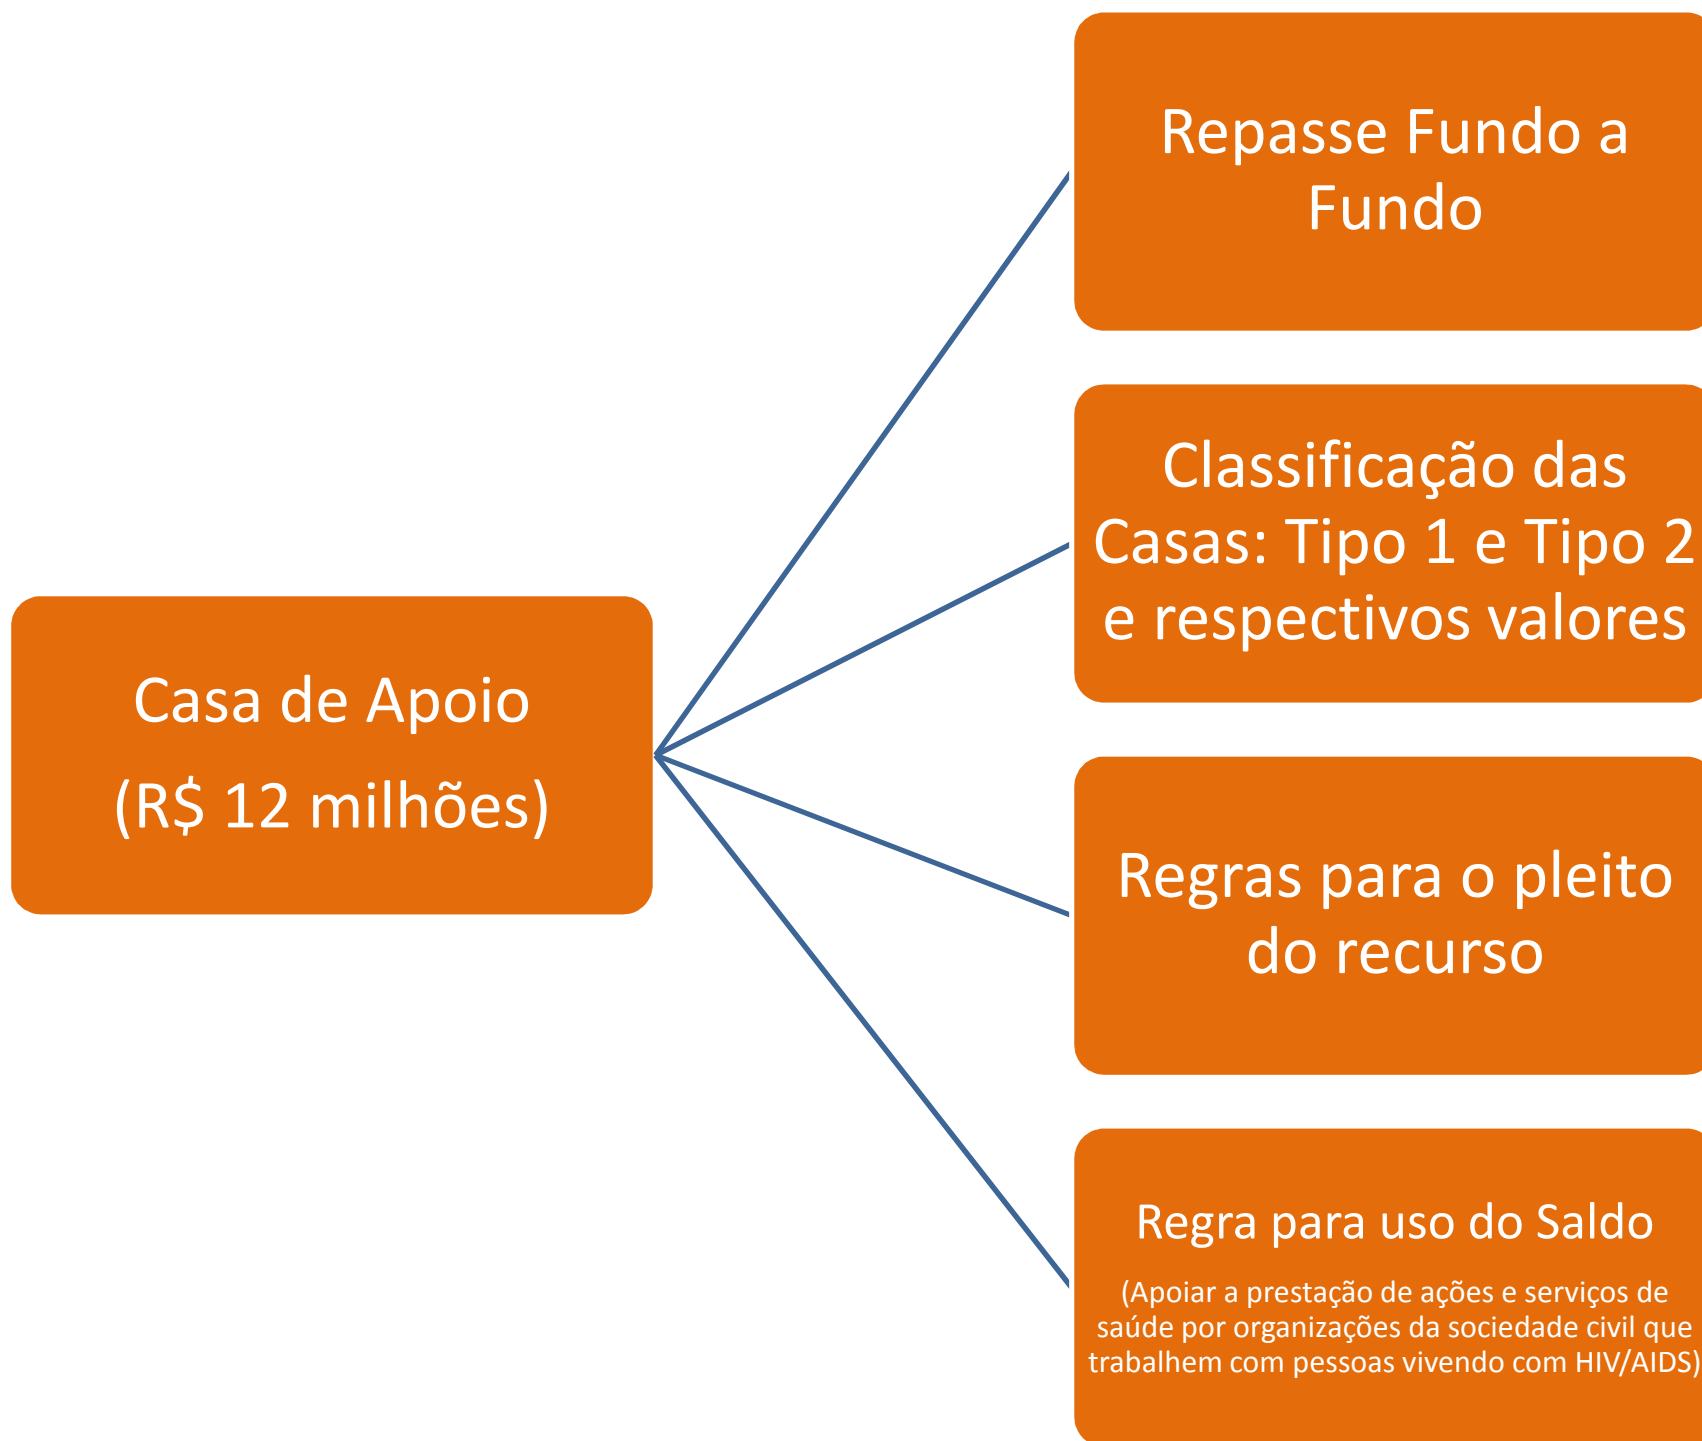 Repasse Fundo a
Fundo
Classificação das
Casas: Tipo 1 e Tipo 2
e respectivos valores
Casa de Apoio
(R$ 12 milhões)
Regras para o pleito
do recurso
Regra para uso do Saldo
(Apoiar a prestação de ações e serviços de
saúde por organizações da sociedade civil que
trabalhem com pessoas vivendo com HIV/AIDS)